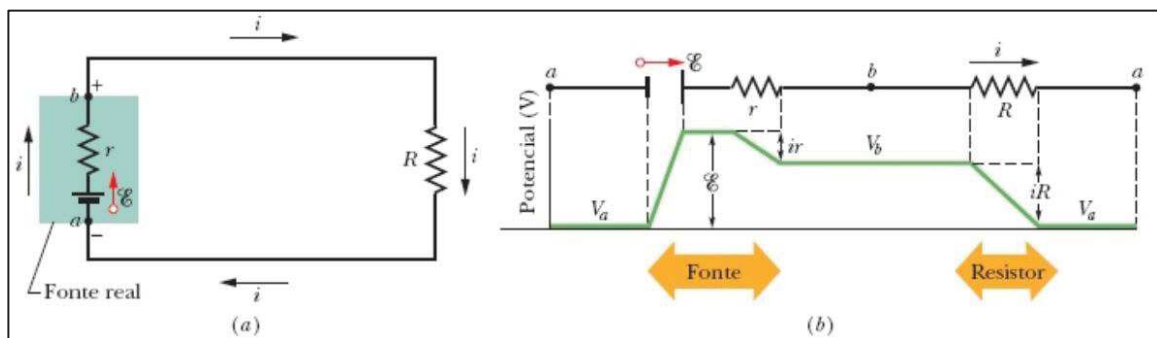 i
b
+
i
r
ℰ
a
−
R
i
Fonte real
i
(a)
ℰ
i
a
b
a
r
R
Potencial (V)
ir
V_b
ℰ
iR
V_a
V_a
Fonte
Resistor
(b)